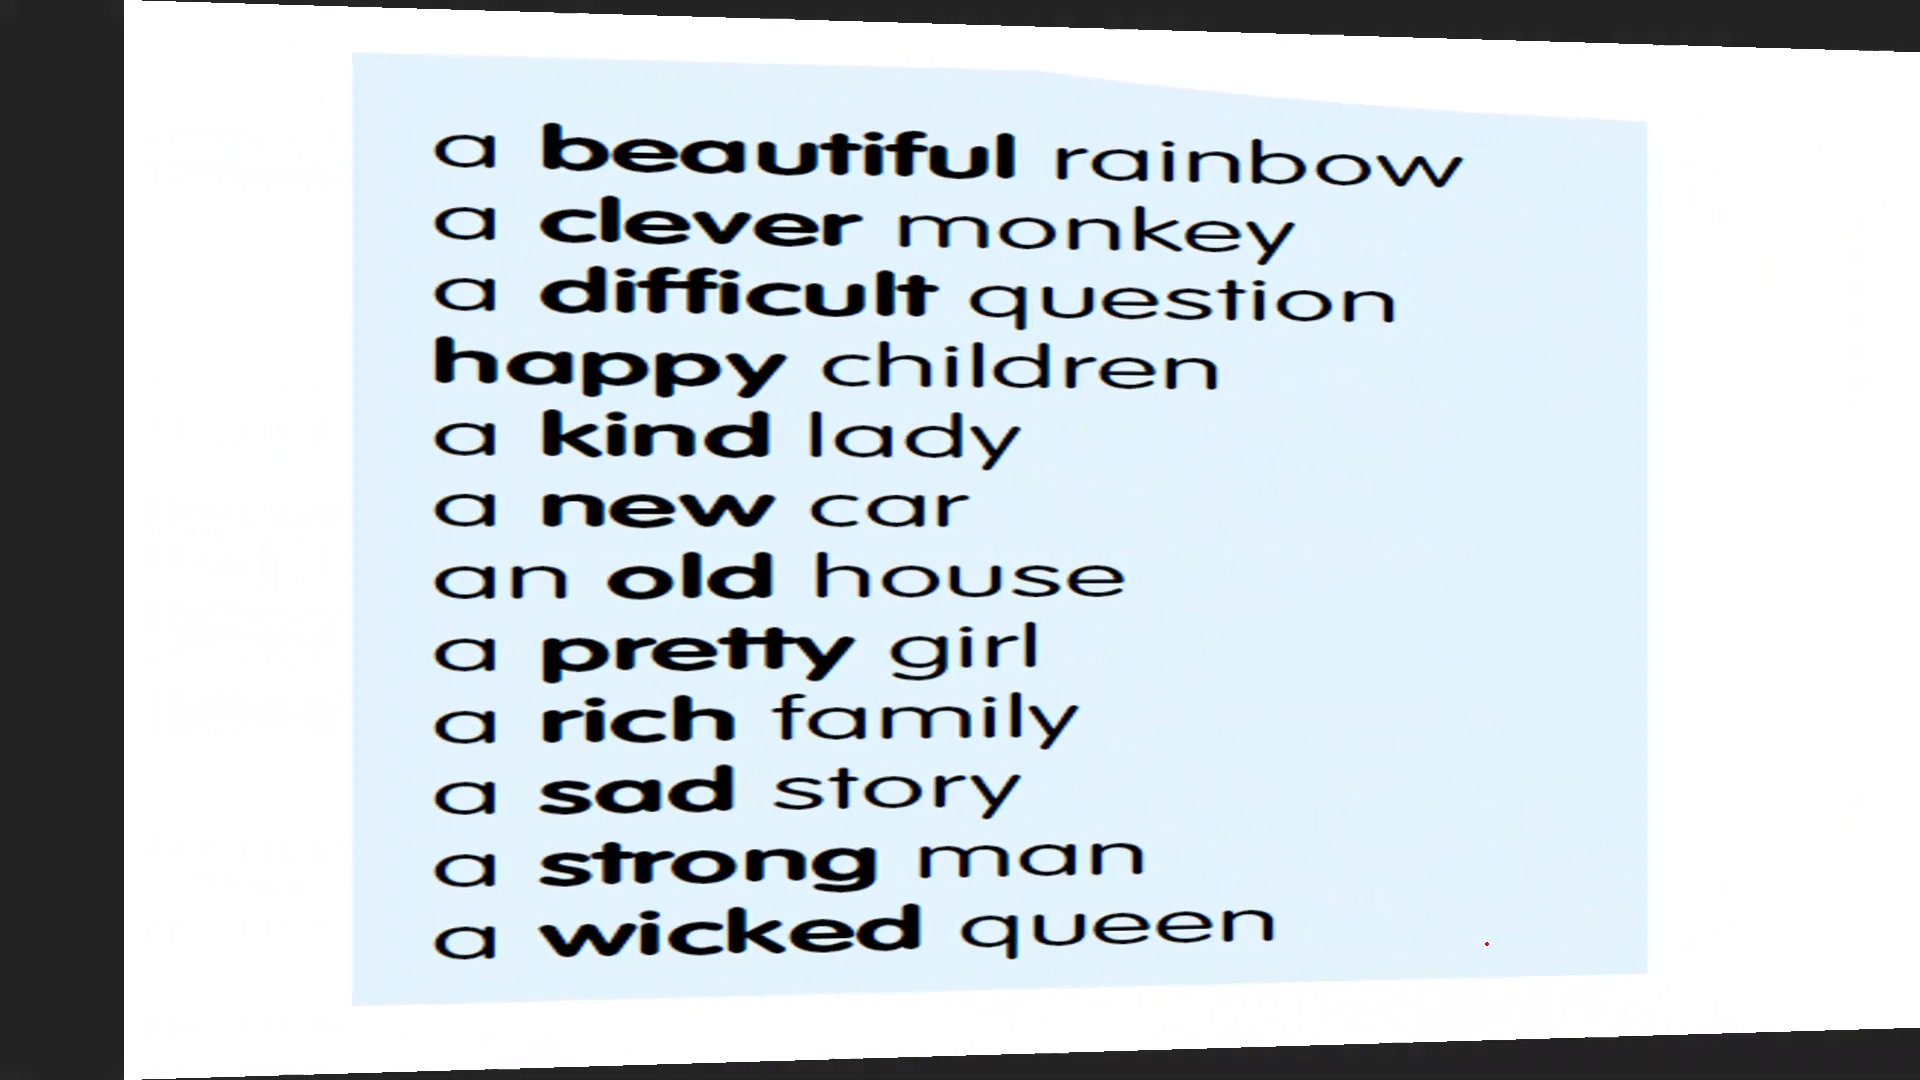 a beautiful rainbow
a clever monkey
a difficult question
happy children
a kind lady
a new car
an old house
a pretty girl
a rich family
a sad story
a strong man
a wicked queen